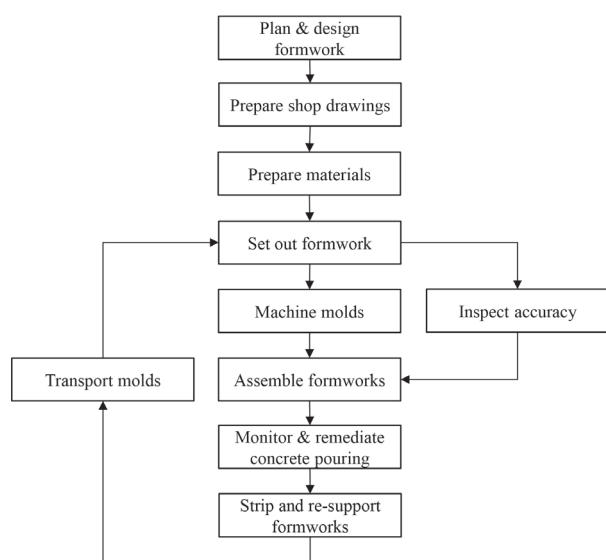 Plan & design
formwork
Prepare shop drawings
Prepare materials
Set out formwork
Machine molds
Inspect accuracy
Transport molds
Assemble formworks
Monitor & remediate
concrete pouring
Strip and re-support
formworks